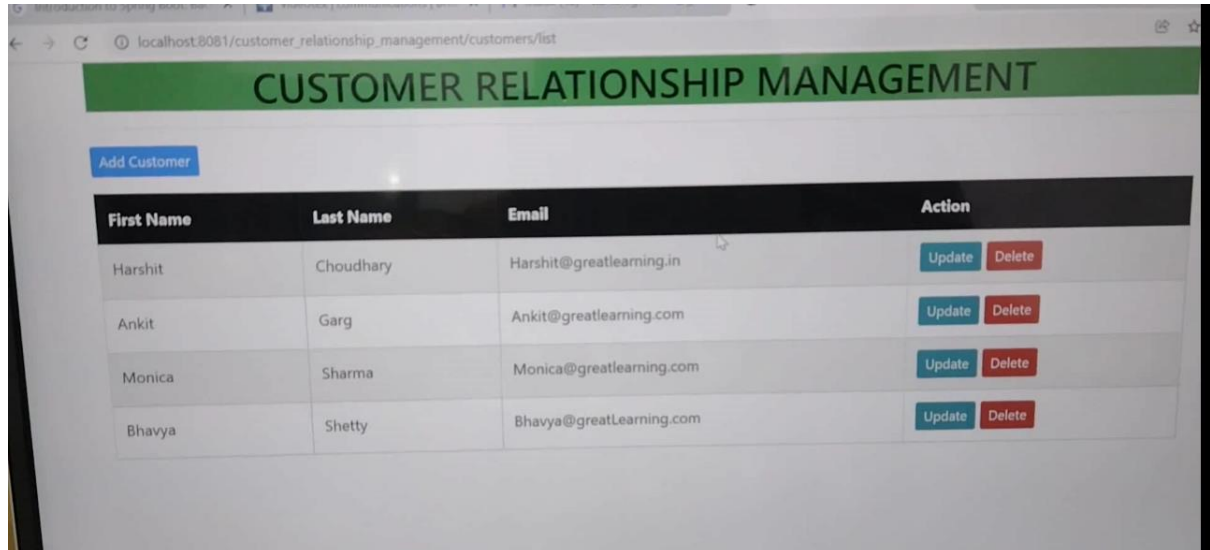 localhost:8081/customer_relationship_management/customers/list
CUSTOMER RELATIONSHIP MANAGEMENT
Add Customer
First Name Last Name Email Action
Harshit Choudhary Harshit@greatlearning.in Update Delete
Ankit Garg Ankit@greatlearning.com Update Delete
Monica Sharma Monica@greatlearning.com Update Delete
Bhavya Shetty Bhavya@greatLearning.com Update Delete